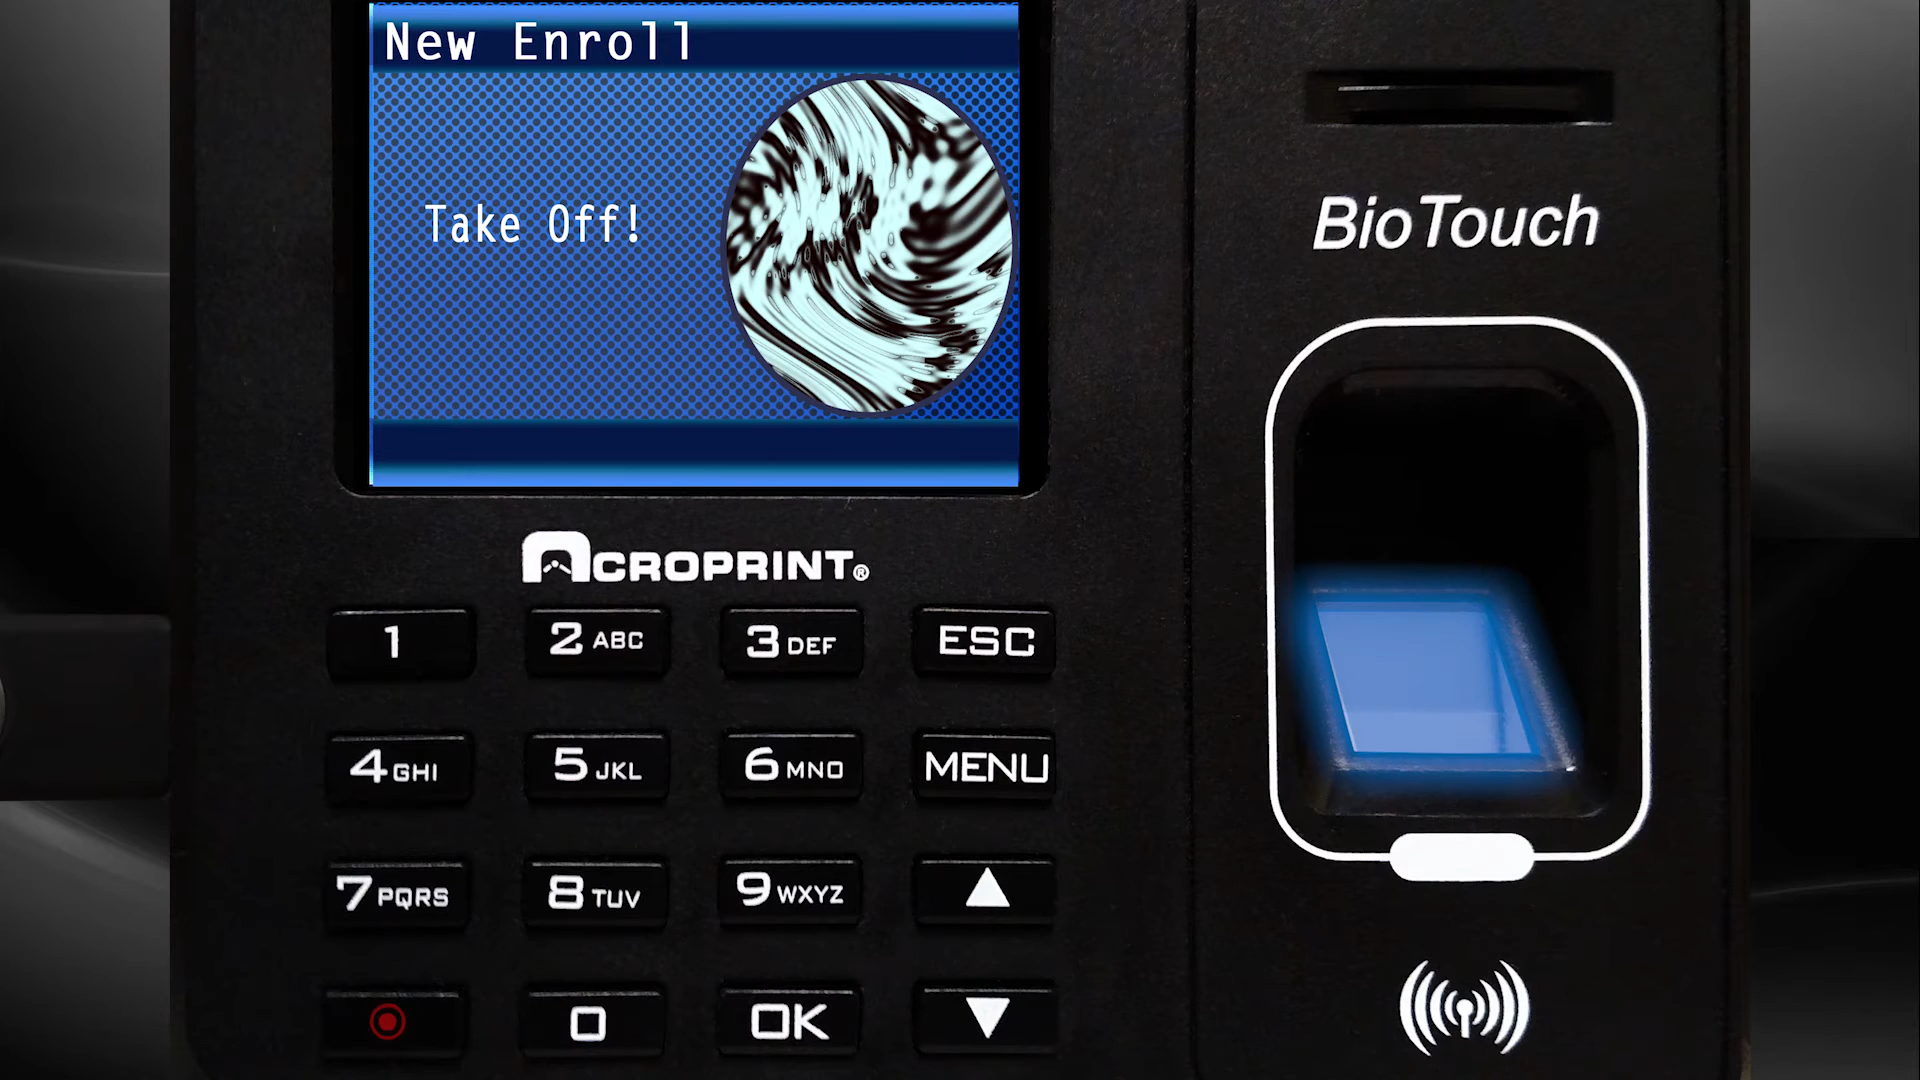 New Enroll
Take Off!
BioTouch
ACROPRINT®
1
2 ABC
3 DEF
ESC
4 GHI
5 JKL
6 MNO
MENU
7 PQRS
8 TUV
9 WXYZ
0
OK